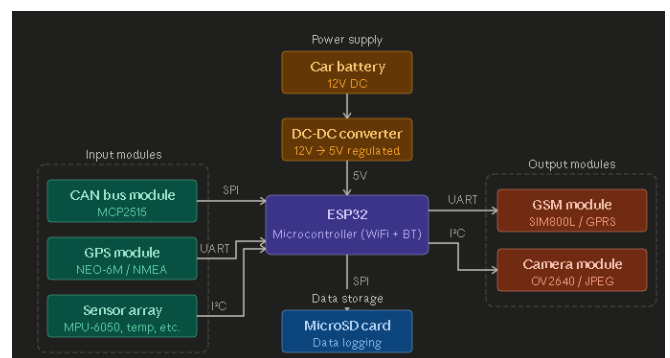 Power supply
Car battery
12V DC
DC-DC converter
12V → 5V regulated
Input modules
5V
Output modules
CAN bus module
MCP2515
SPI
ESP32
Microcontroller (WiFi + BT)
UART
GSM module
SIM800L / GPRS
GPS module
NEO-6M / NMEA
UART
I²C
Camera module
OV2640 / JPEG
Sensor array
MPU-6050, temp, etc.
I²C
SPI
Data storage
MicroSD card
Data logging